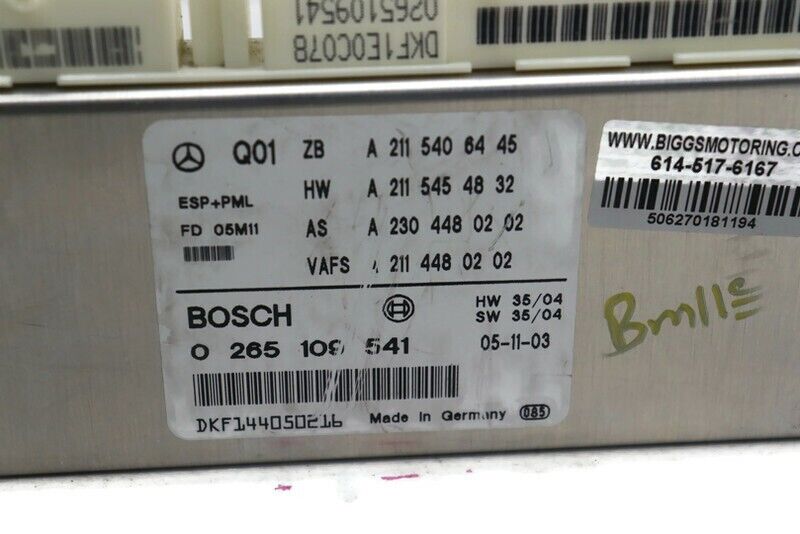 0265109541
DKF1E0C078
Q01 ZB A 211 540 64 45
ESP+PML HW A 211 545 48 32
FD 05M11 AS A 230 448 02 02
VAFS A 211 448 02 02
BOSCH HW 35/04
SW 35/04
0 265 109 541 05-11-03
DKF144050216 Made in Germany 085
WWW.BIGGSMOTORING.C
614-517-6167
506270181194